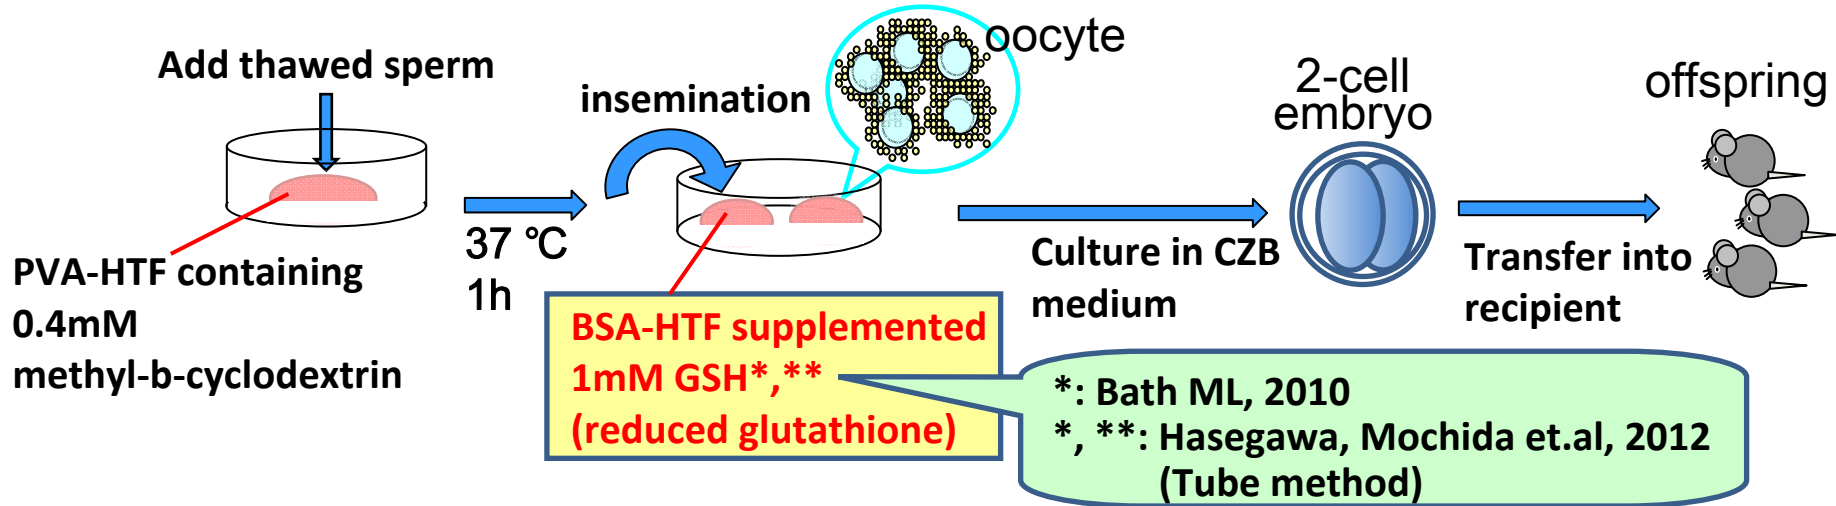 Add thawed sperm
PVA-HTF containing
0.4mM
methyl-b-cyclodextrin
37 ℃
1h
insemination
oocyte
BSA-HTF supplemented
1mM GSH*,**
(reduced glutathione)
*: Bath ML, 2010
*, **: Hasegawa, Mochida et.al, 2012
(Tube method)
Culture in CZB
medium
2-cell
embryo
Transfer into
recipient
offspring